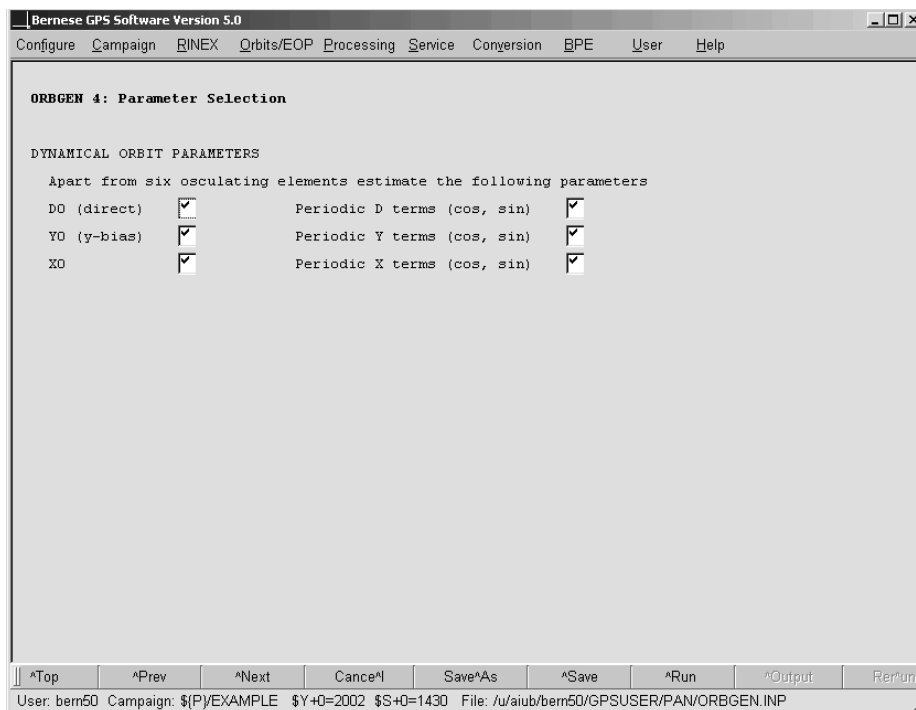 Bernese GPS Software Version 5.0
Configure Campaign RINEX Orbits/EOP Processing Service Conversion BPE User Help
ORBGEN 4: Parameter Selection
DYNAMICAL ORBIT PARAMETERS
Apart from six osculating elements estimate the following parameters
D0 (direct) Periodic D terms (cos, sin)
Y0 (y-bias) Periodic Y terms (cos, sin)
X0 Periodic X terms (cos, sin)
^Top ^Prev ^Next Cance^l Save^As ^Save ^Run ^Output Rer^un
User: bern50 Campaign: ${P}/EXAMPLE $Y+0=2002 $S+0=1430 File: /u/aiub/bern50/GPSUSER/PAN/ORBGEN.INP